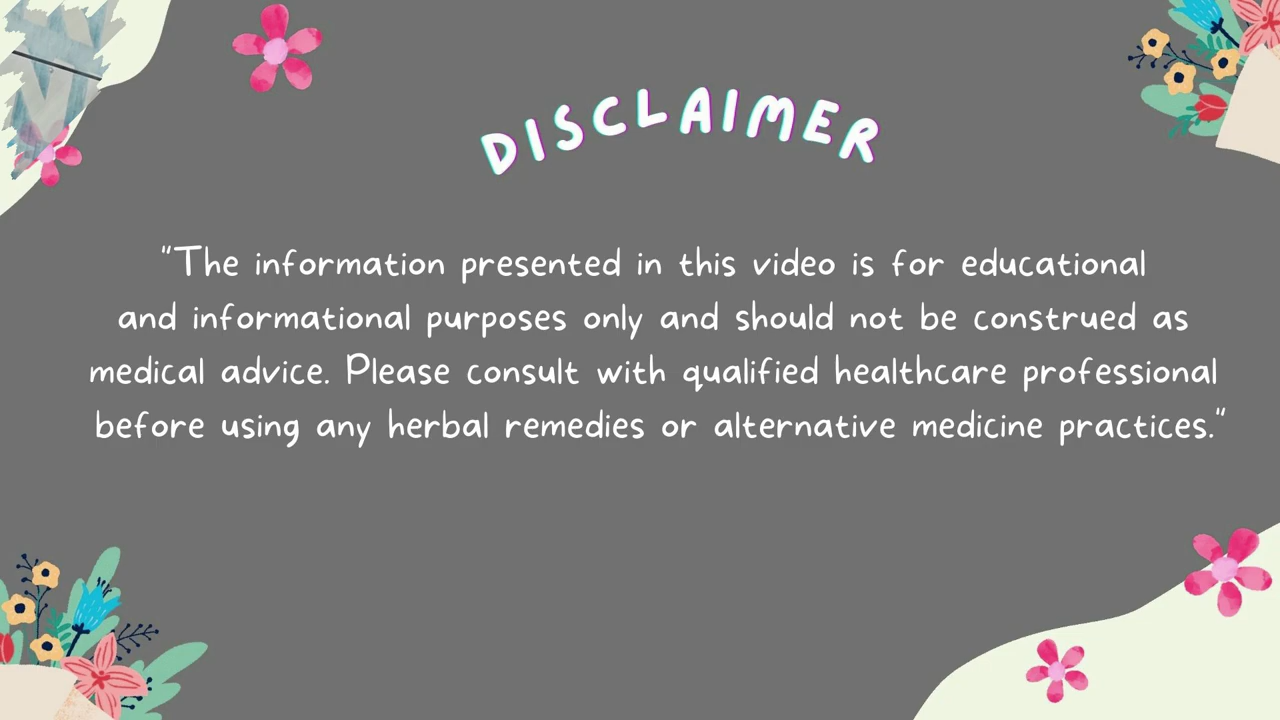 DISCLAIMER
"The information presented in this video is for educational
and informational purposes only and should not be construed as
medical advice. Please consult with qualified healthcare professional
before using any herbal remedies or alternative medicine practices."